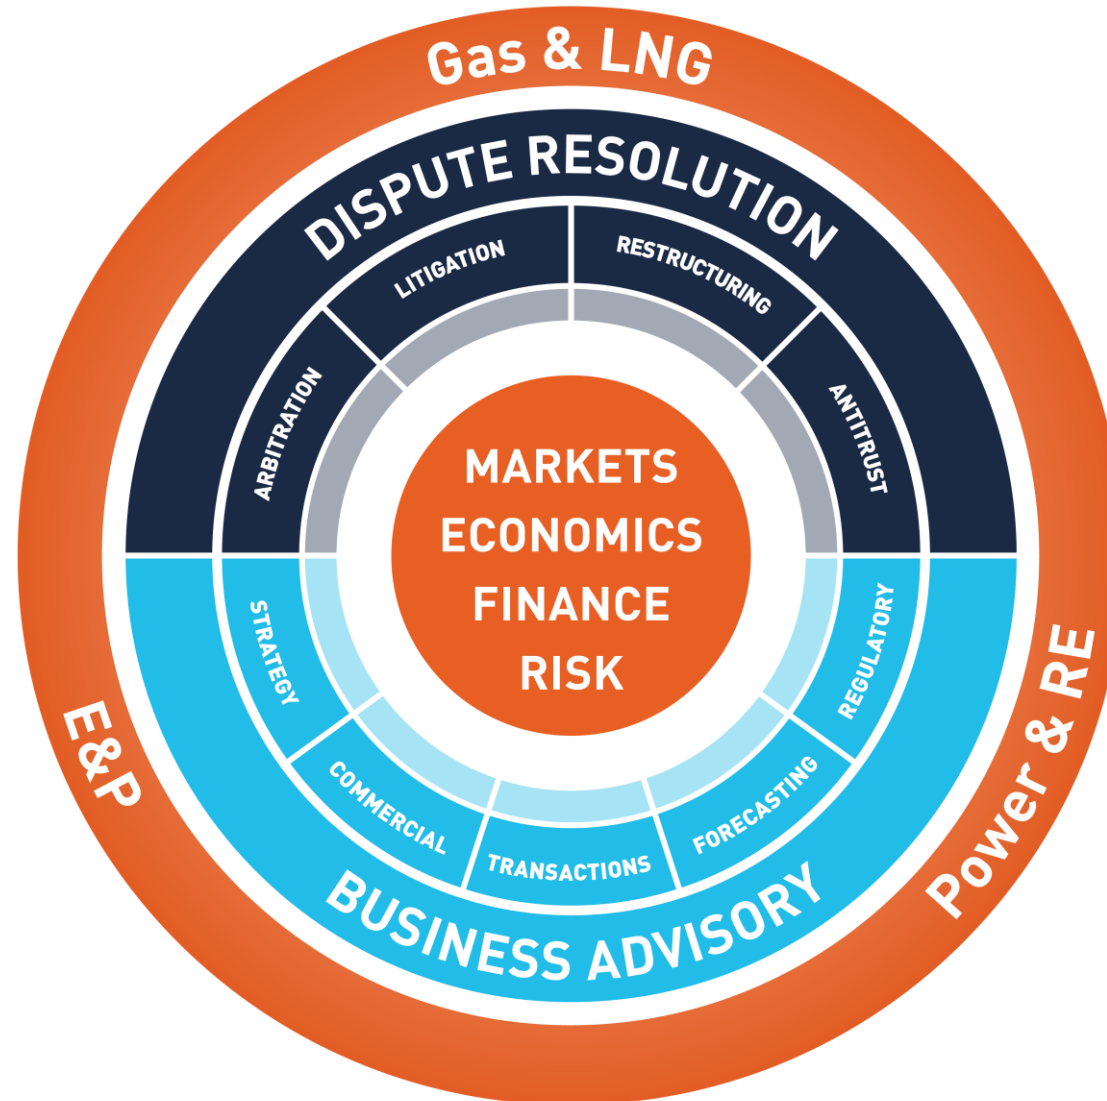 Gas & LNG
DISPUTE RESOLUTION
LITIGATION
RESTRUCTURING
ARBITRATION
ANTITRUST
MARKETS
ECONOMICS
FINANCE
RISK
STRATEGY
REGULATORY
COMMERCIAL
FORECASTING
TRANSACTIONS
BUSINESS ADVISORY
E&P
Power & RE